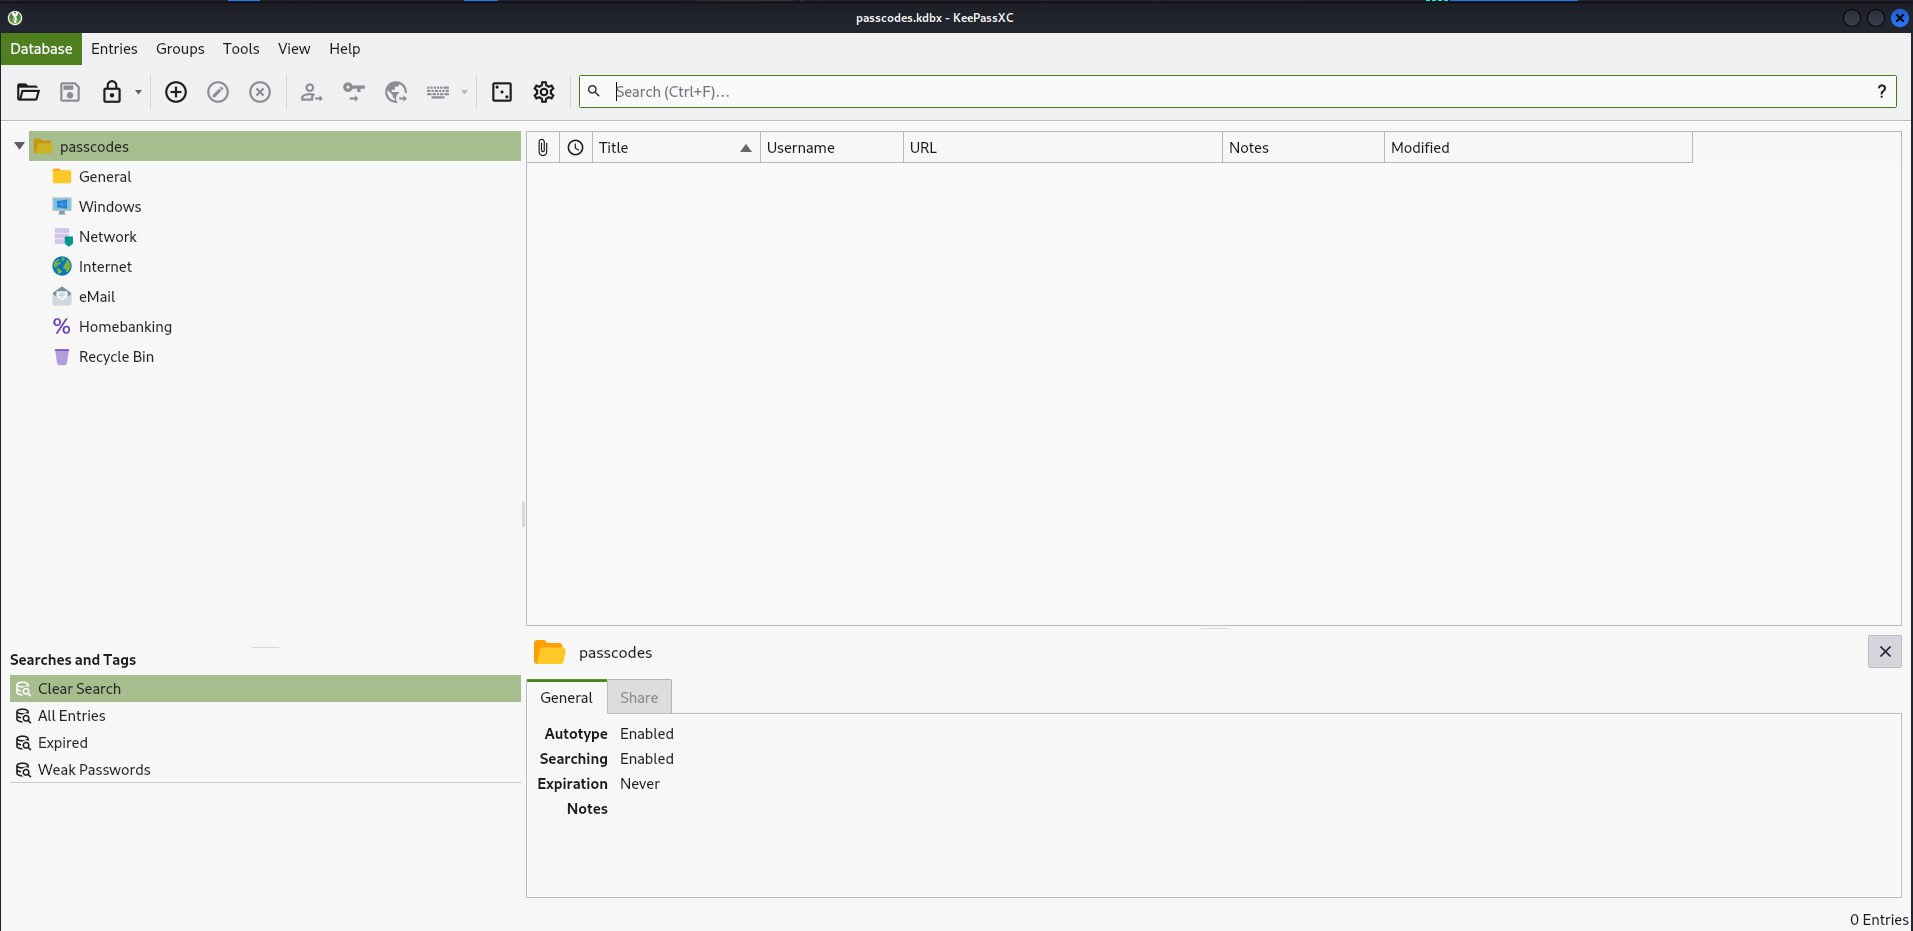 passcodes.kdbx - KeePassXC
Database Entries Groups Tools View Help
Search (Ctrl+F)... ?
passcodes
General
Windows
Network
Internet
eMail
Homebanking
Recycle Bin
Title Username URL Notes Modified
Searches and Tags
Clear Search
All Entries
Expired
Weak Passwords
passcodes
General Share
Autotype Enabled
Searching Enabled
Expiration Never
Notes
0 Entries